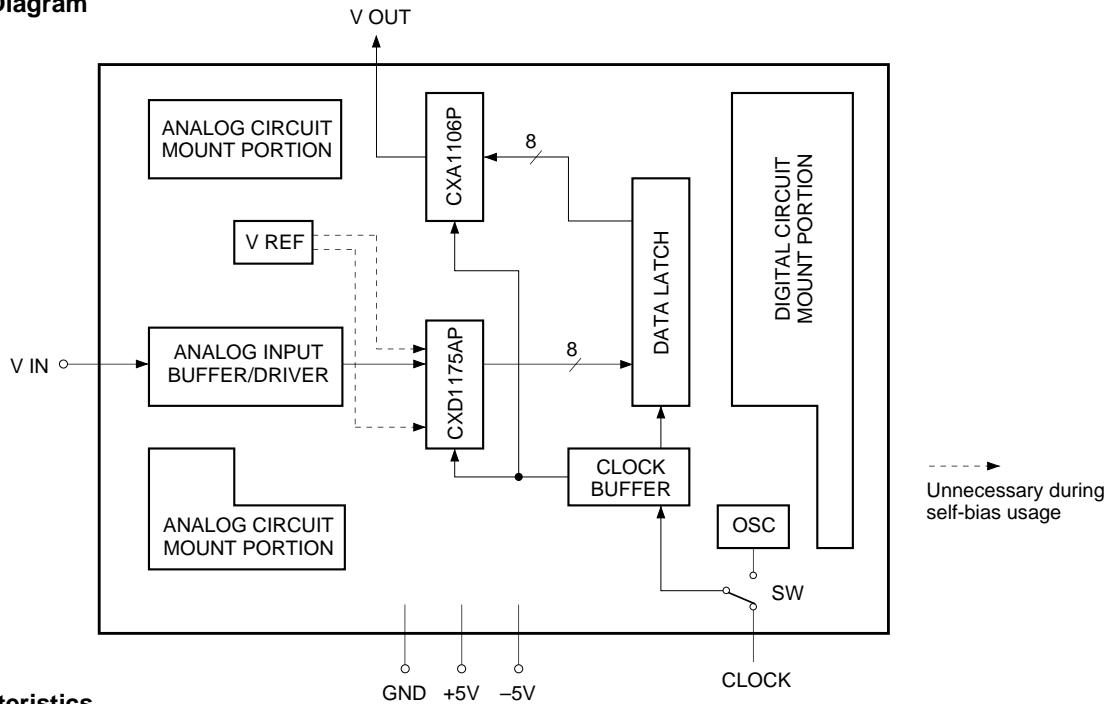 Diagram
V OUT
ANALOG CIRCUIT
MOUNT PORTION
CXA1106P
8
DIGITAL CIRCUIT
MOUNT PORTION
V REF
DATA LATCH
V IN
ANALOG INPUT
BUFFER/DRIVER
CXD1175AP
8
CLOCK
BUFFER
Unnecessary during
self-bias usage
ANALOG CIRCUIT
MOUNT PORTION
OSC
SW
GND
+5V
–5V
CLOCK